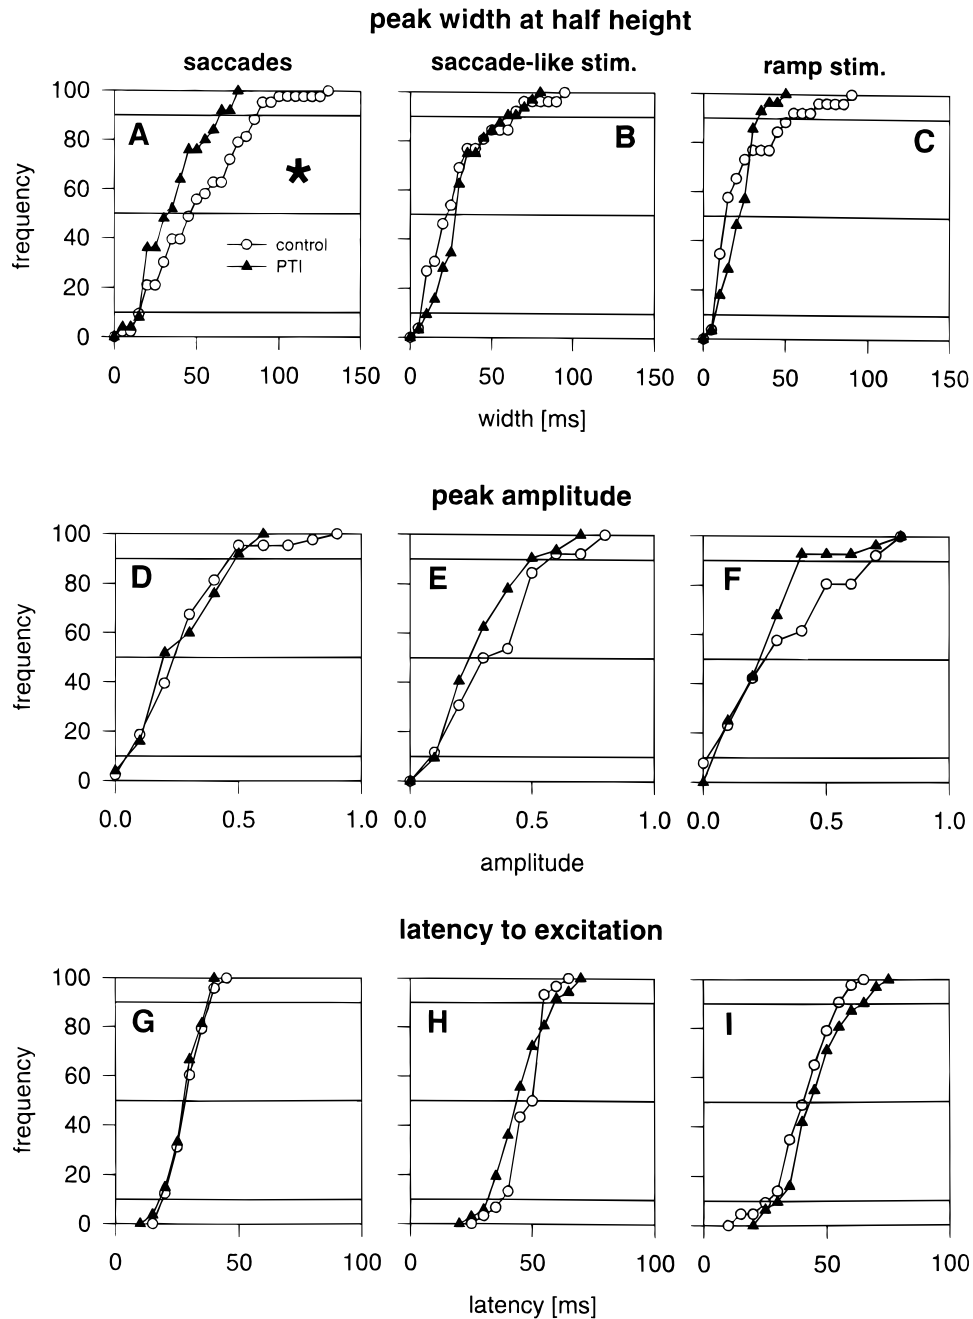 peak width at half height
saccades saccade-like stim. ramp stim.
100
80
60
40
20
0
frequency
A
*
control
PTI
B
C
0 50 100 150 0 50 100 150 0 50 100 150
width [ms]
peak amplitude
100
80
60
40
20
0
frequency
D
E
F
0.0 0.5 1.0 0.0 0.5 1.0 0.0 0.5 1.0
amplitude
latency to excitation
100
80
60
40
20
0
frequency
G
H
I
0 50 100 0 50 100 0 50 100
latency [ms]